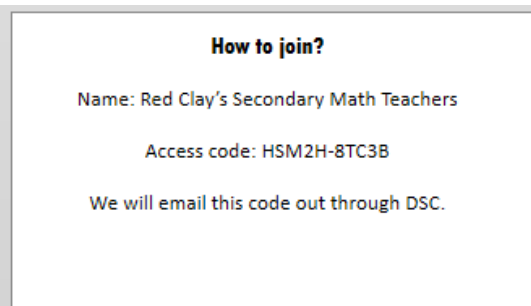 How to join?
Name: Red Clay’s Secondary Math Teachers
Access code: HSM2H-8TC3B
We will email this code out through DSC.